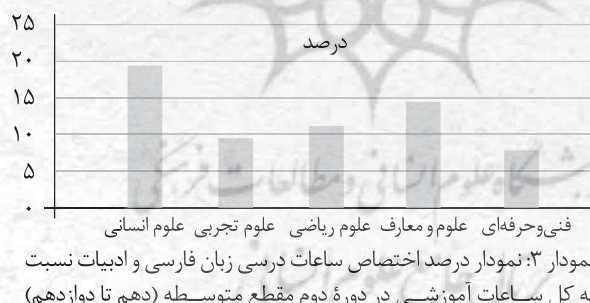 درصد
۲۵
۲۰
۱۵
۱۰
۵
۰
علوم انسانی علوم تجربی علوم ریاضی علوم و معارف فنی‌وحرفه‌ای
نمودار ۳: نمودار درصد اختصاص ساعات درسی زبان فارسی و ادبیات نسبت
به کل ساعات آموزشی در دورهٔ دوم مقطع متوسطه (دهم تا دوازدهم)